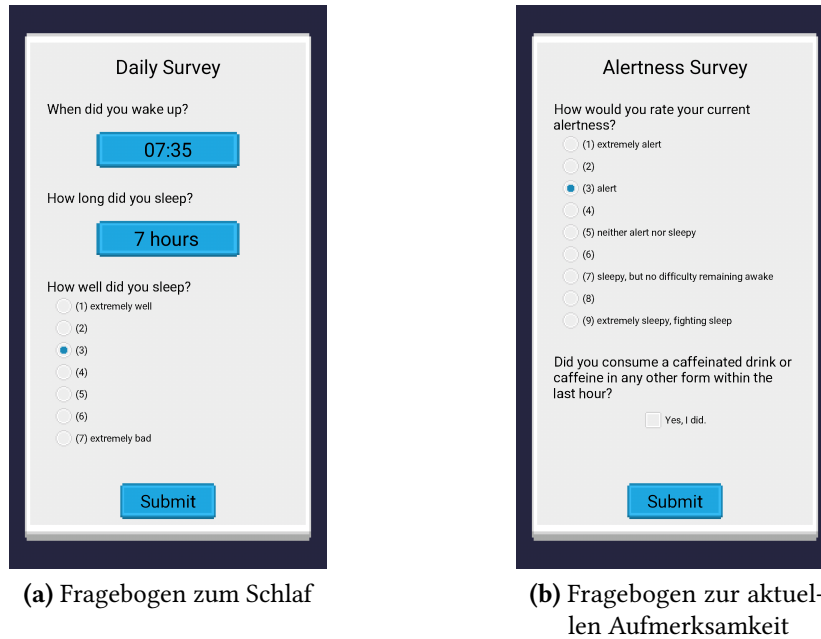 Daily Survey
When did you wake up?
07:35
How long did you sleep?
7 hours
How well did you sleep?
(1) extremely well
(2)
(3)
(4)
(5)
(6)
(7) extremely bad
Submit
(a) Fragebogen zum Schlaf
Alertness Survey
How would you rate your current
alertness?
(1) extremely alert
(2)
(3) alert
(4)
(5) neither alert nor sleepy
(6)
(7) sleepy, but no difficulty remaining awake
(8)
(9) extremely sleepy, fighting sleep
Did you consume a caffeinated drink or
caffeine in any other form within the
last hour?
Yes, I did.
Submit
(b) Fragebogen zur aktuel-
len Aufmerksamkeit